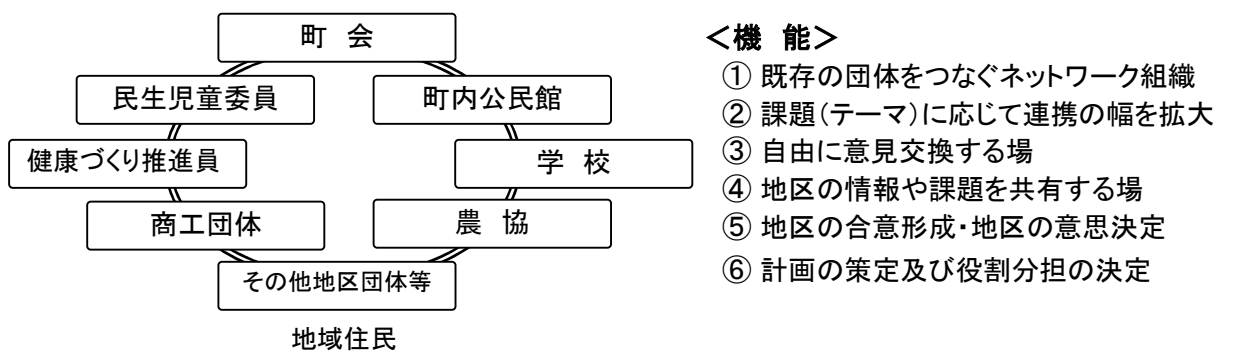 町 会
民生児童委員
町内公民館
健康づくり推進員
学 校
商工団体
農 協
その他地区団体等
地域住民
＜機 能＞
① 既存の団体をつなぐネットワーク組織
② 課題（テーマ）に応じて連携の幅を拡大
③ 自由に意見交換する場
④ 地区の情報や課題を共有する場
⑤ 地区の合意形成・地区の意思決定
⑥ 計画の策定及び役割分担の決定